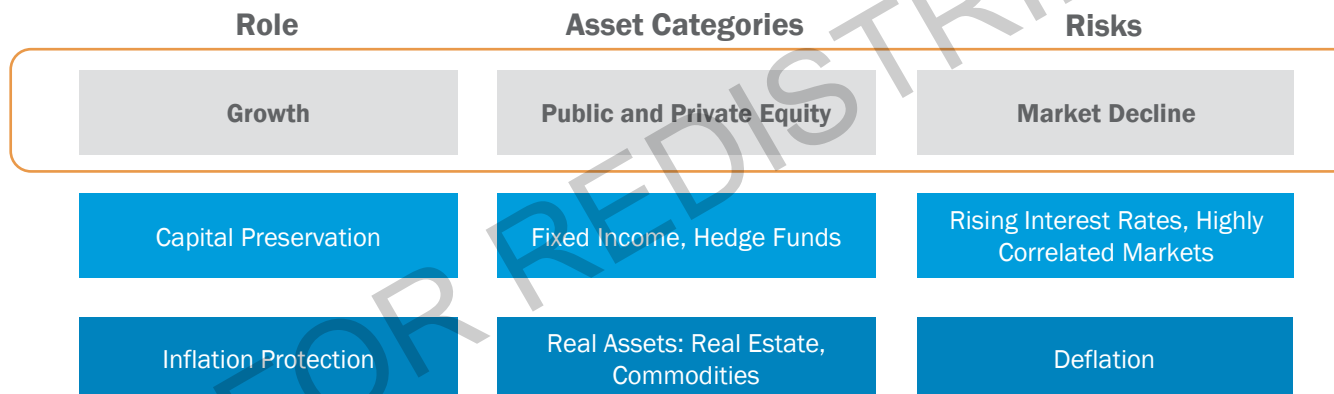 Role Asset Categories Risks
Growth Public and Private Equity Market Decline
Capital Preservation Fixed Income, Hedge Funds Rising Interest Rates, Highly
Correlated Markets
Inflation Protection Real Assets: Real Estate,
Commodities Deflation
FOR REDISTRI